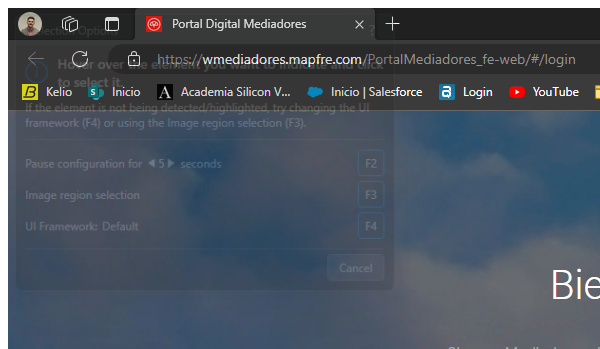 Portal Digital Mediadores
Selection Options ?
https://wmediadores.mapfre.com/PortalMediadores_fe-web/#/login
Hover over the element you want to indicate and click
to select it.
Kelio
Inicio
Academia Silicon V...
Inicio | Salesforce
Login
YouTube
If the element is not being detected/highlighted, try changing the UI
framework (F4) or using the Image region selection (F3).
Pause configuration for 5 seconds F2
Image region selection F3
UI Framework: Default F4
Cancel
Bie